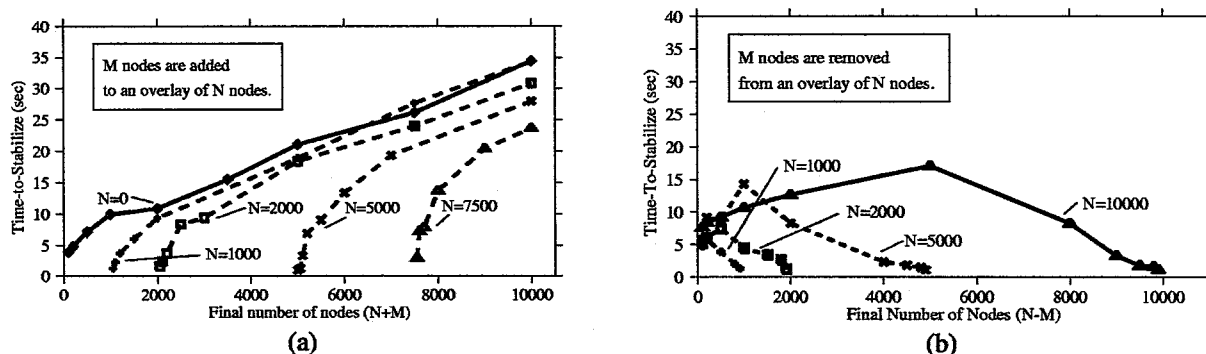 40
35
30
25
20
15
10
5
0
Time-to-Stabilize (sec)
M nodes are added
to an overlay of N nodes.
N=0
N=2000
N=5000
N=7500
N=1000
0 2000 4000 6000 8000 10000
Final number of nodes (N+M)
(a)
40
35
30
25
20
15
10
5
0
Time-To-Stabilize (sec)
M nodes are removed
from an overlay of N nodes.
N=1000
N=2000
N=10000
N=5000
0 2000 4000 6000 8000 10000
Final Number of Nodes (N-M)
(b)